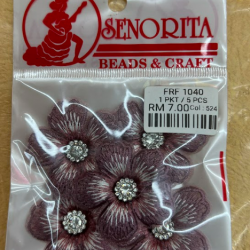 SENORITA
BEADS & CRAFT
FRF 1040
1 PKT / 5 PCS
RM 7.00 Col : 524